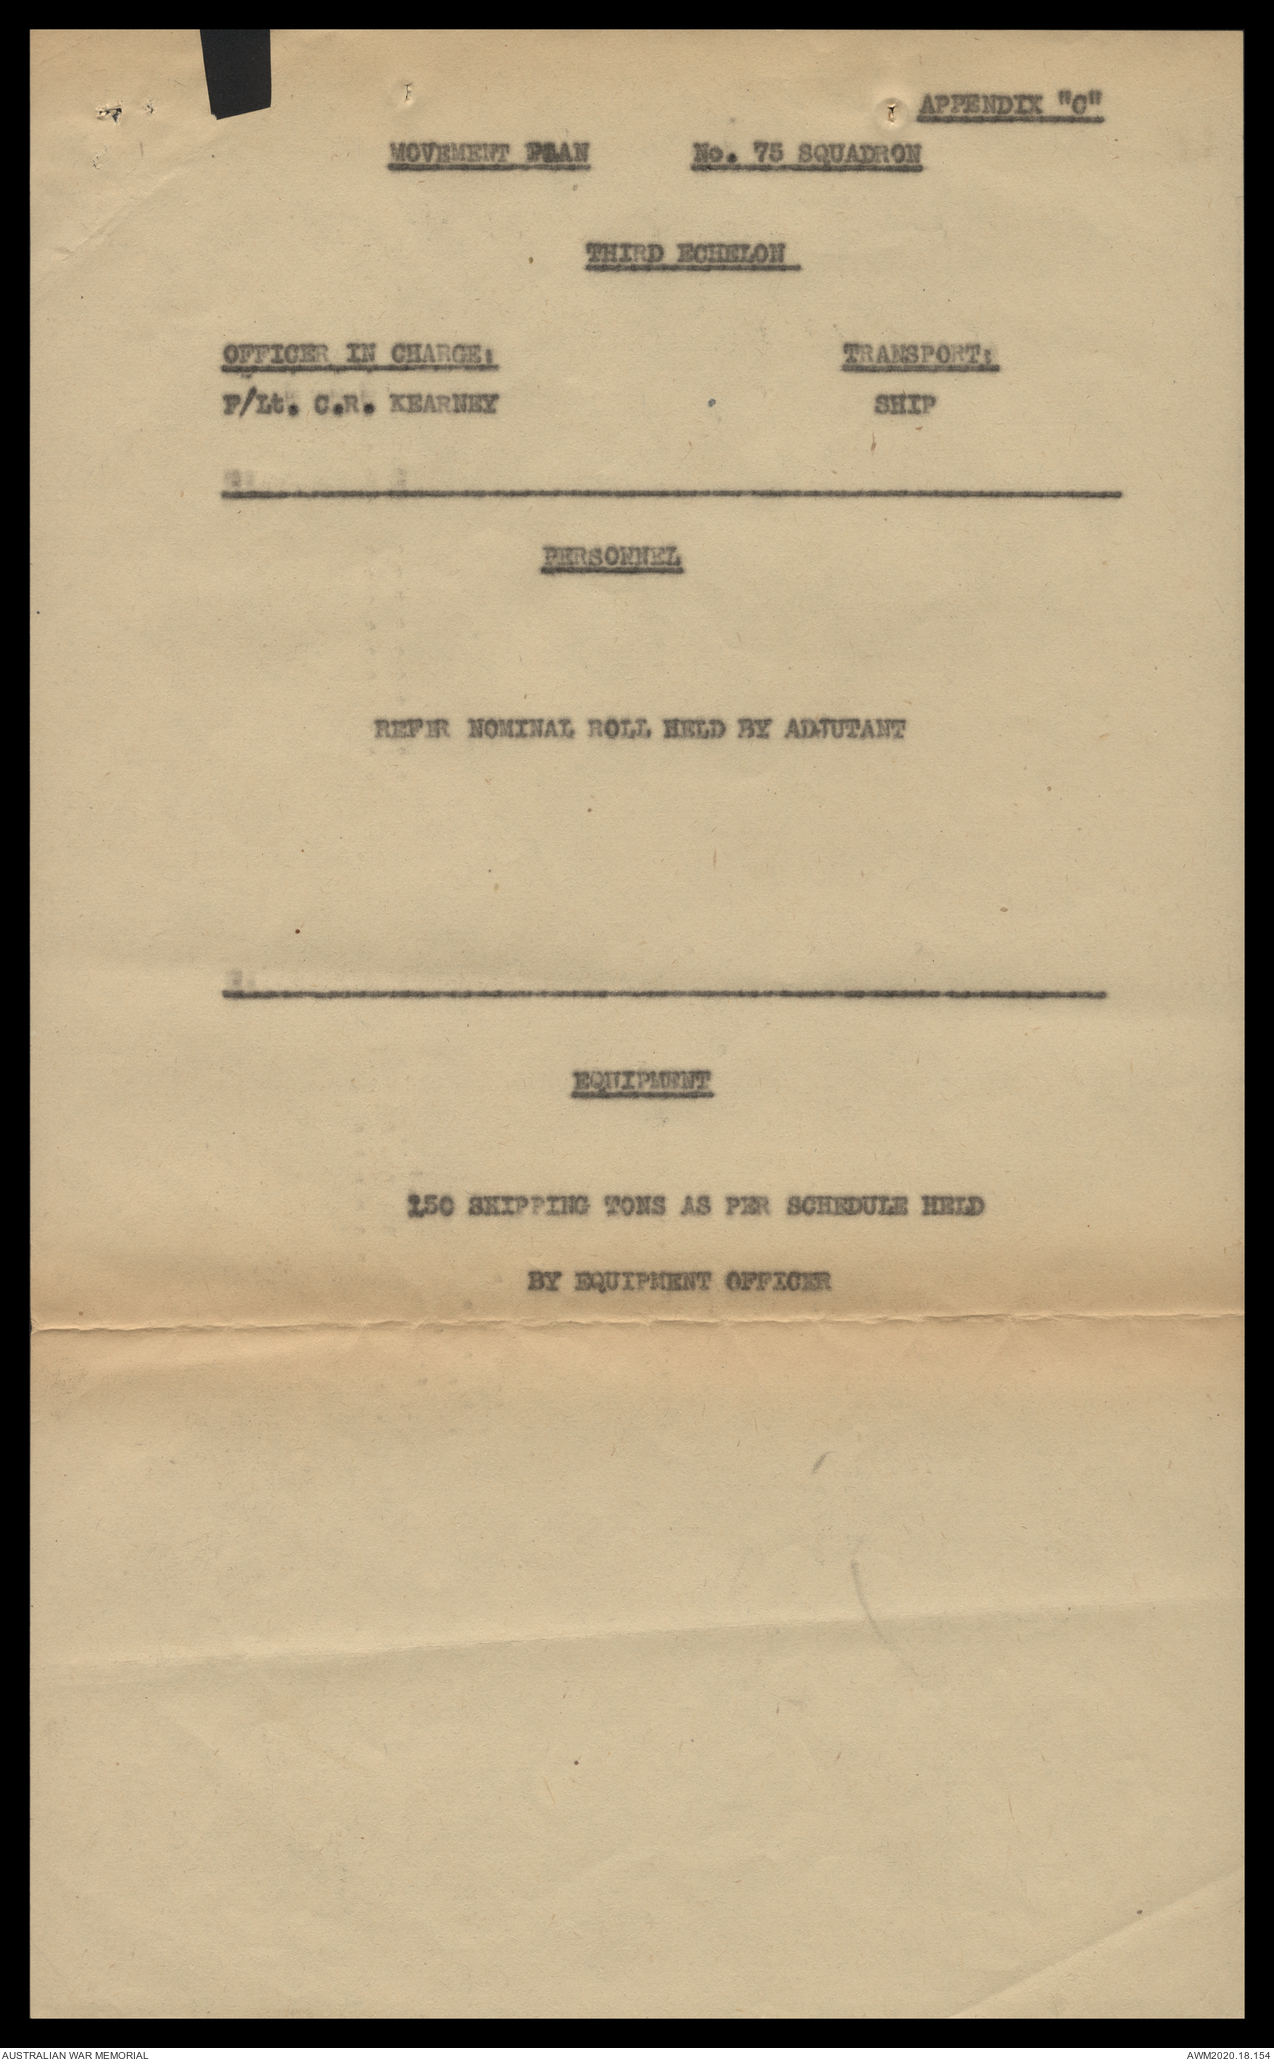 APPENDIX "C"
MOVEMENT PLAN No. 75 SQUADRON
THIRD ECHELON
OFFICER IN CHARGE: TRANSPORT:
F/Lt. C.R. KEARNEY SHIP
PERSONNEL
REFER NOMINAL ROLL HELD BY ADJUTANT
EQUIPMENT
150 SHIPPING TONS AS PER SCHEDULE HELD
BY EQUIPMENT OFFICER
AUSTRALIAN WAR MEMORIAL AWM2020.18.154